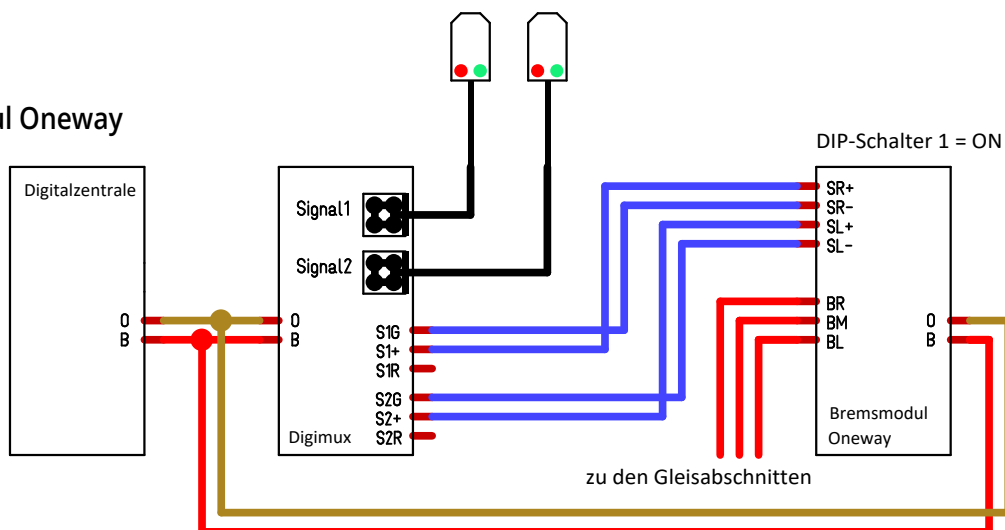 ul Oneway
DIP-Schalter 1 = ON
Digitalzentrale
O
B
Signal1
Signal2
O
B
S1G
S1+
S1R
S2G
S2+
S2R
Digimux
SR+
SR-
SL+
SL-
BR
BM
BL
O
B
Bremsmodul
Oneway
zu den Gleisabschnitten